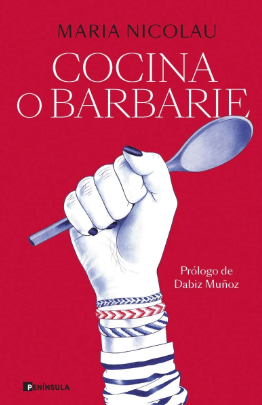 MARIA NICOLAU
COCINA
O BARBARIE
Prólogo de
Dabiz Muñoz
PENÍNSULA